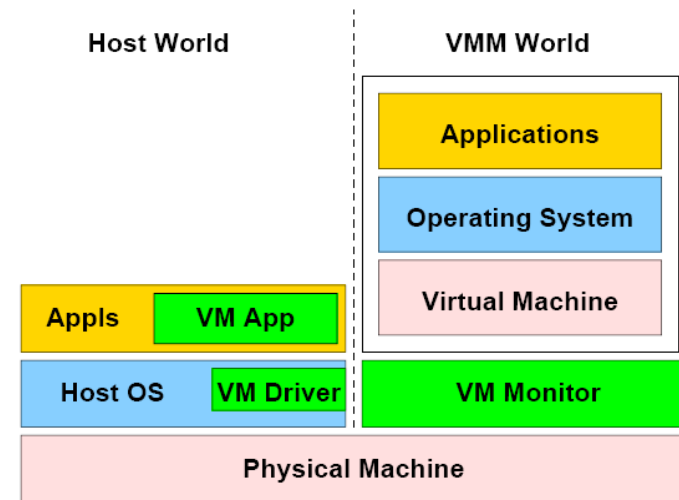 Host World
VMM World
Applications
Operating System
Virtual Machine
Appls
VM App
Host OS
VM Driver
VM Monitor
Physical Machine